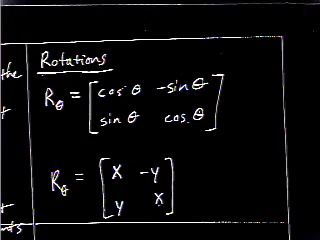 the
Rotations
R_θ = [cos θ -sin θ
sin θ cos θ]
R_θ = [x -y
y x]